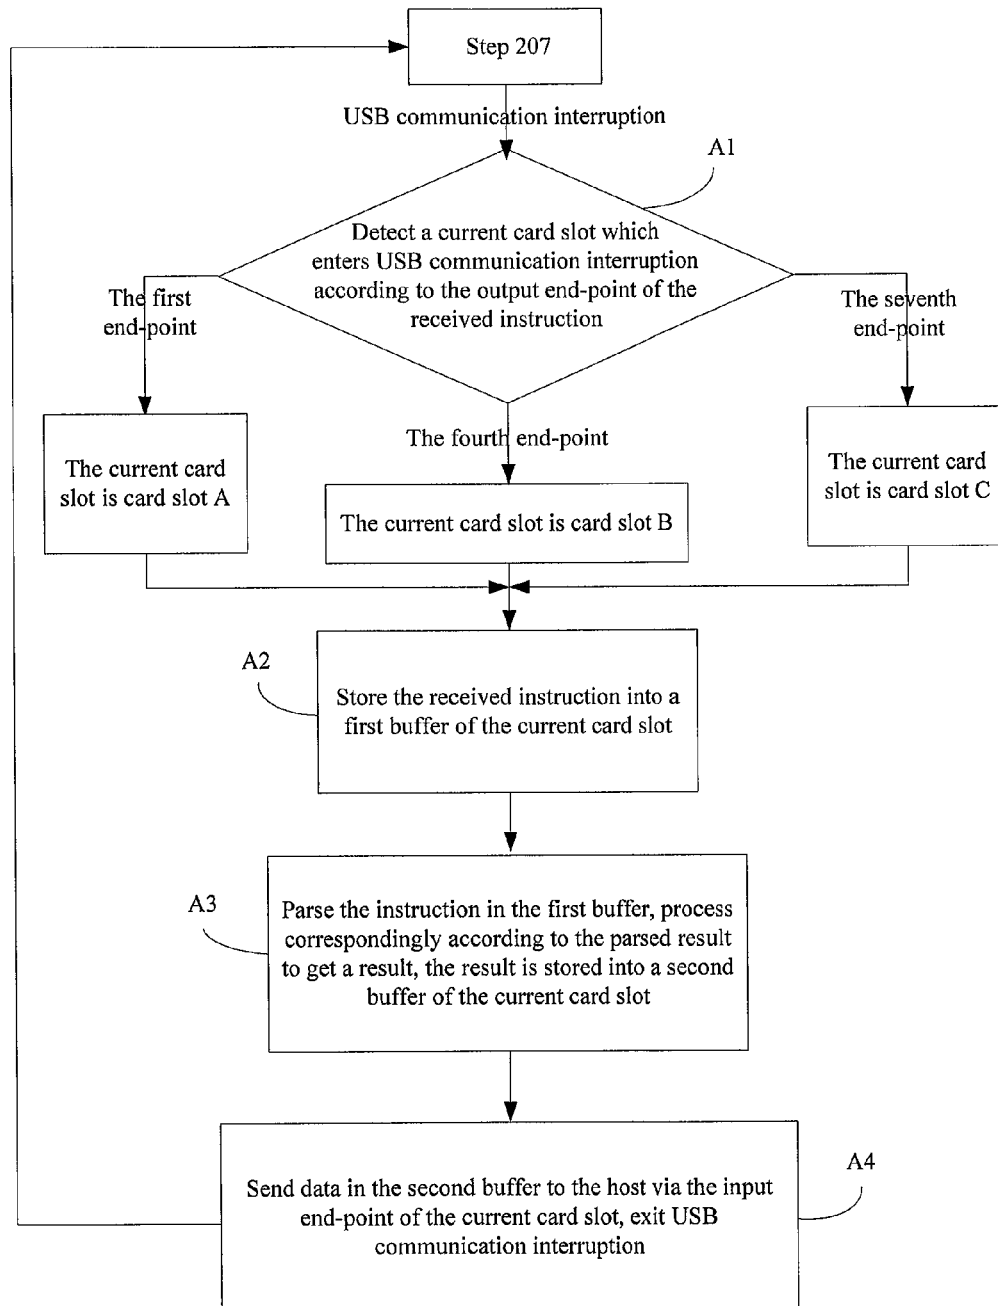 Step 207
USB communication interruption
A1
Detect a current card slot which
enters USB communication interruption
according to the output end-point of the
received instruction
The first
end-point
The seventh
end-point
The fourth end-point
The current card
slot is card slot A
The current card slot is card slot B
The current card
slot is card slot C
A2
Store the received instruction into a
first buffer of the current card slot
A3
Parse the instruction in the first buffer, process
correspondingly according to the parsed result
to get a result, the result is stored into a second
buffer of the current card slot
A4
Send data in the second buffer to the host via the input
end-point of the current card slot, exit USB
communication interruption